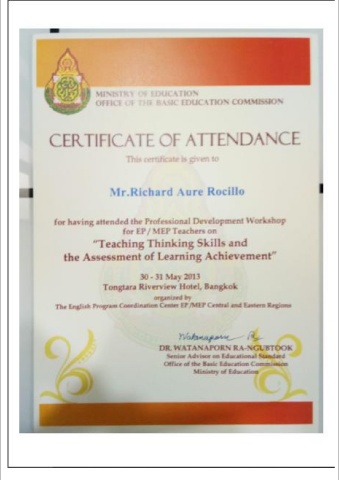 MINISTRY OF EDUCATION
OFFICE OF THE BASIC EDUCATION COMMISSION
CERTIFICATE OF ATTENDANCE
This certificate is given to
Mr.Richard Aure Rocillo
for having attended the Professional Development Workshop
for EP/MEP Teachers on
"Teaching Thinking Skills and
the Assessment of Learning Achievement"
30 - 31 May 2013
Tongtara Riverview Hotel, Bangkok
organized by
The English Program Coordination Center EP/MEP Central and Eastern Regions
Watanaporn
DR. WATANAPORN RA-NGUBTOOK
Senior Advisor on Educational Standard
Office of the Basic Education Commission
Ministry of Education